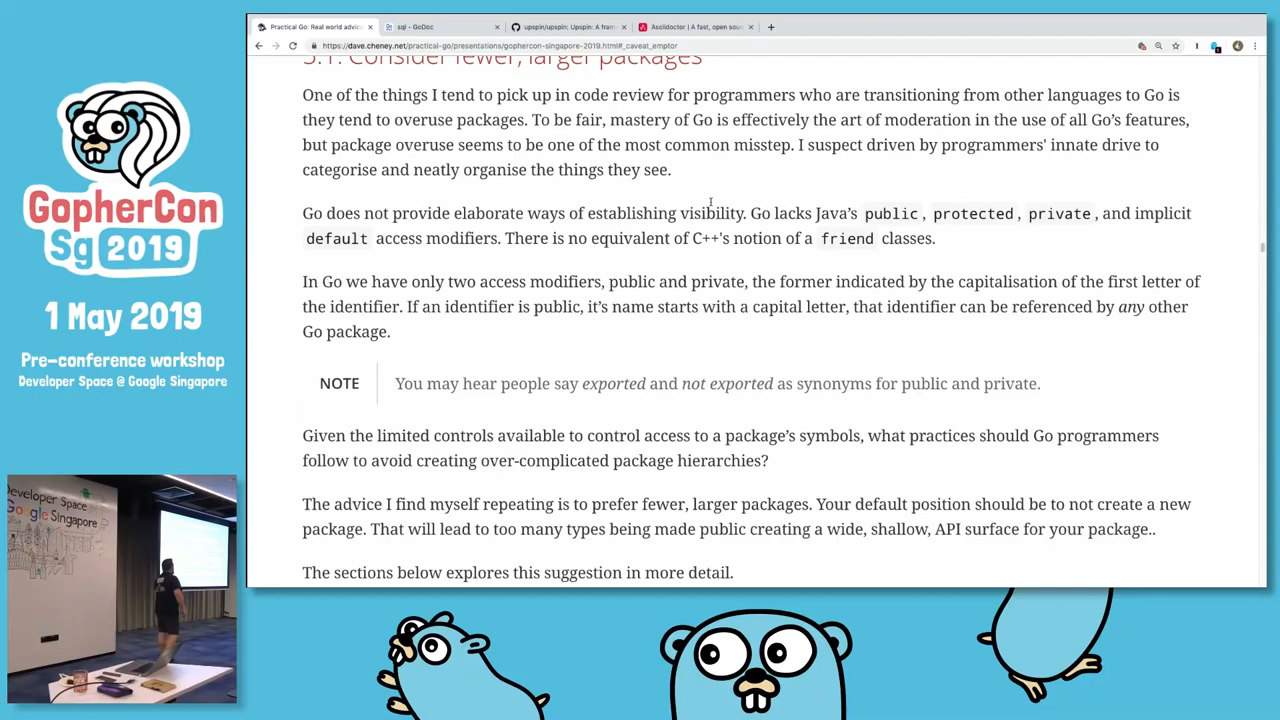 Practical Go: Real world advic
sql - GoDoc
upspin/upspin: Upspin: A fram
Asciidoctor | A fast, open sour
https://dave.cheney.net/practical-go/presentations/gophercon-singapore-2019.html#_caveat_emptor
5.1. Consider fewer, larger packages
One of the things I tend to pick up in code review for programmers who are transitioning from other languages to Go is
they tend to overuse packages. To be fair, mastery of Go is effectively the art of moderation in the use of all Go's features,
but package overuse seems to be one of the most common misstep. I suspect driven by programmers' innate drive to
categorise and neatly organise the things they see.
Go does not provide elaborate ways of establishing visibility. Go lacks Java's public, protected, private, and implicit
default access modifiers. There is no equivalent of C++'s notion of a friend classes.
In Go we have only two access modifiers, public and private, the former indicated by the capitalisation of the first letter of
the identifier. If an identifier is public, it's name starts with a capital letter, that identifier can be referenced by any other
Go package.
NOTE You may hear people say exported and not exported as synonyms for public and private.
Given the limited controls available to control access to a package's symbols, what practices should Go programmers
follow to avoid creating over-complicated package hierarchies?
The advice I find myself repeating is to prefer fewer, larger packages. Your default position should be to not create a new
package. That will lead to too many types being made public creating a wide, shallow, API surface for your package..
The sections below explores this suggestion in more detail.
GopherCon
Sg 2019
1 May 2019
Pre-conference workshop
Developer Space @ Google Singapore
Developer Space
Google Singapore